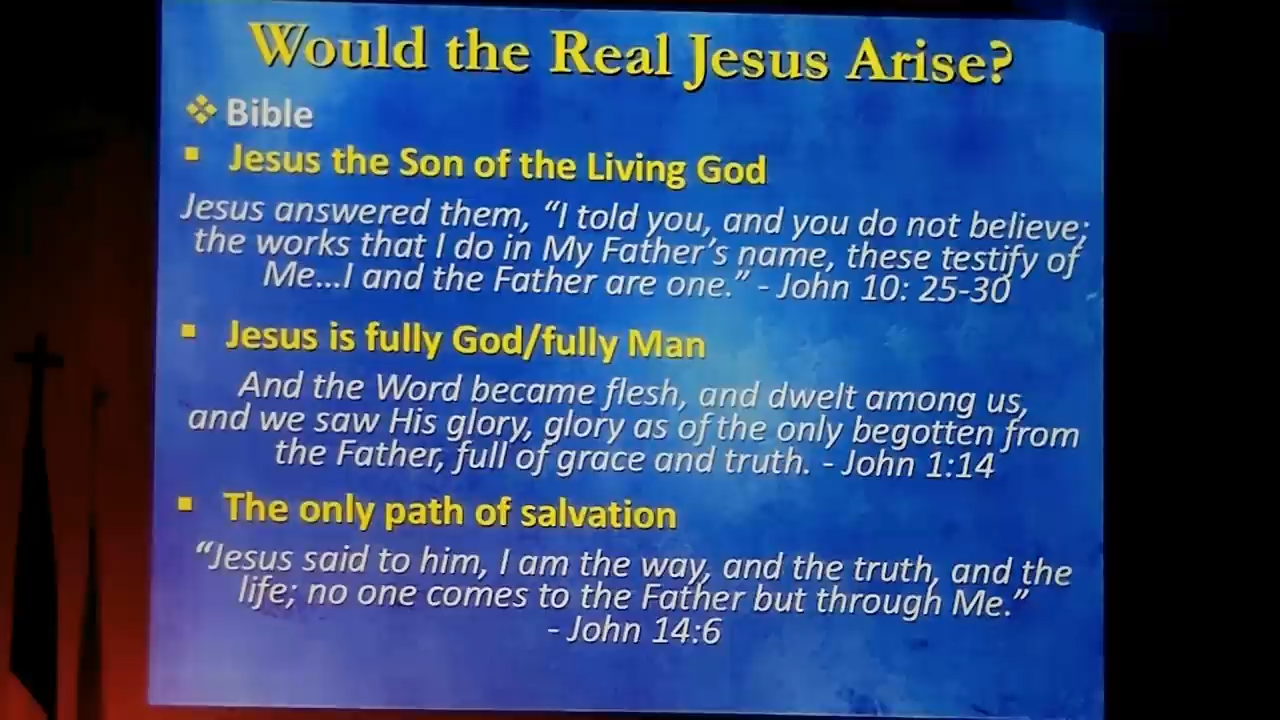 Would the Real Jesus Arise?
❖ Bible
▪ Jesus the Son of the Living God
Jesus answered them, “I told you, and you do not believe;
the works that I do in My Father’s name, these testify of
Me...I and the Father are one.” - John 10: 25-30
▪ Jesus is fully God/fully Man
And the Word became flesh, and dwelt among us,
and we saw His glory, glory as of the only begotten from
the Father, full of grace and truth. - John 1:14
▪ The only path of salvation
“Jesus said to him, I am the way, and the truth, and the
life; no one comes to the Father but through Me.”
- John 14:6